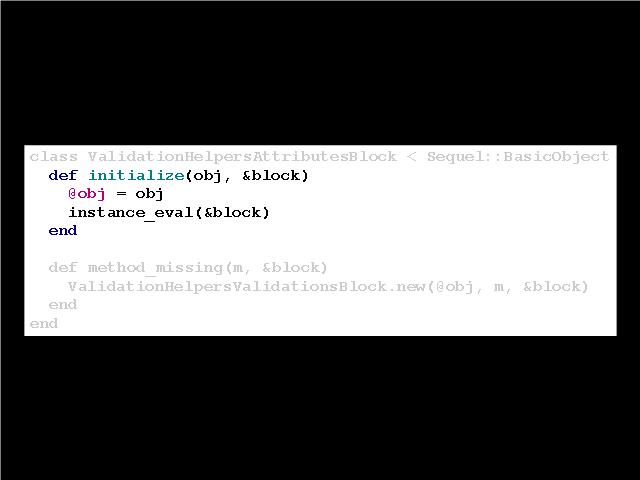 class ValidationHelpersAttributesBlock < Sequel::BasicObject
  def initialize(obj, &block)
    @obj = obj
    instance_eval(&block)
  end

  def method_missing(m, &block)
    ValidationHelpersValidationsBlock.new(@obj, m, &block)
  end
end